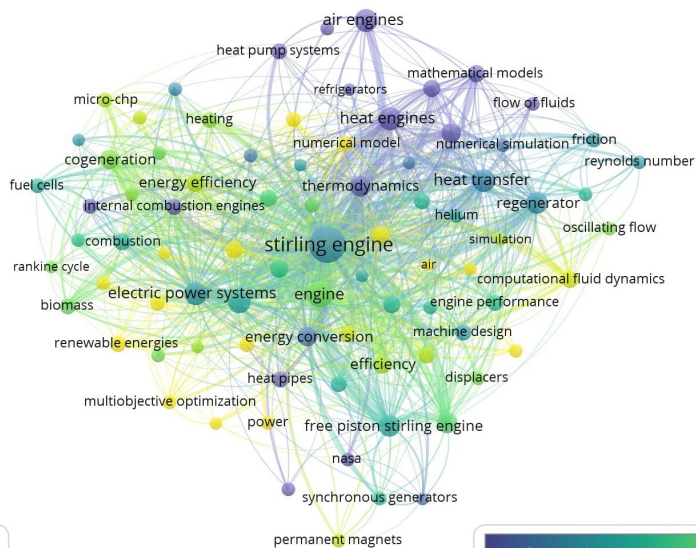 air engines
heat pump systems
mathematical models
refrigerators
micro-chp
flow of fluids
heating
heat engines
numerical model
numerical simulation
friction
cogeneration
reynolds number
fuel cells
energy efficiency
thermodynamics
heat transfer
internal combustion engines
regenerator
helium
oscillating flow
combustion
stirling engine
simulation
rankine cycle
air
computational fluid dynamics
biomass
electric power systems
engine
engine performance
renewable energies
energy conversion
machine design
efficiency
heat pipes
displacers
multiobjective optimization
power
free piston stirling engine
nasa
synchronous generators
permanent magnets